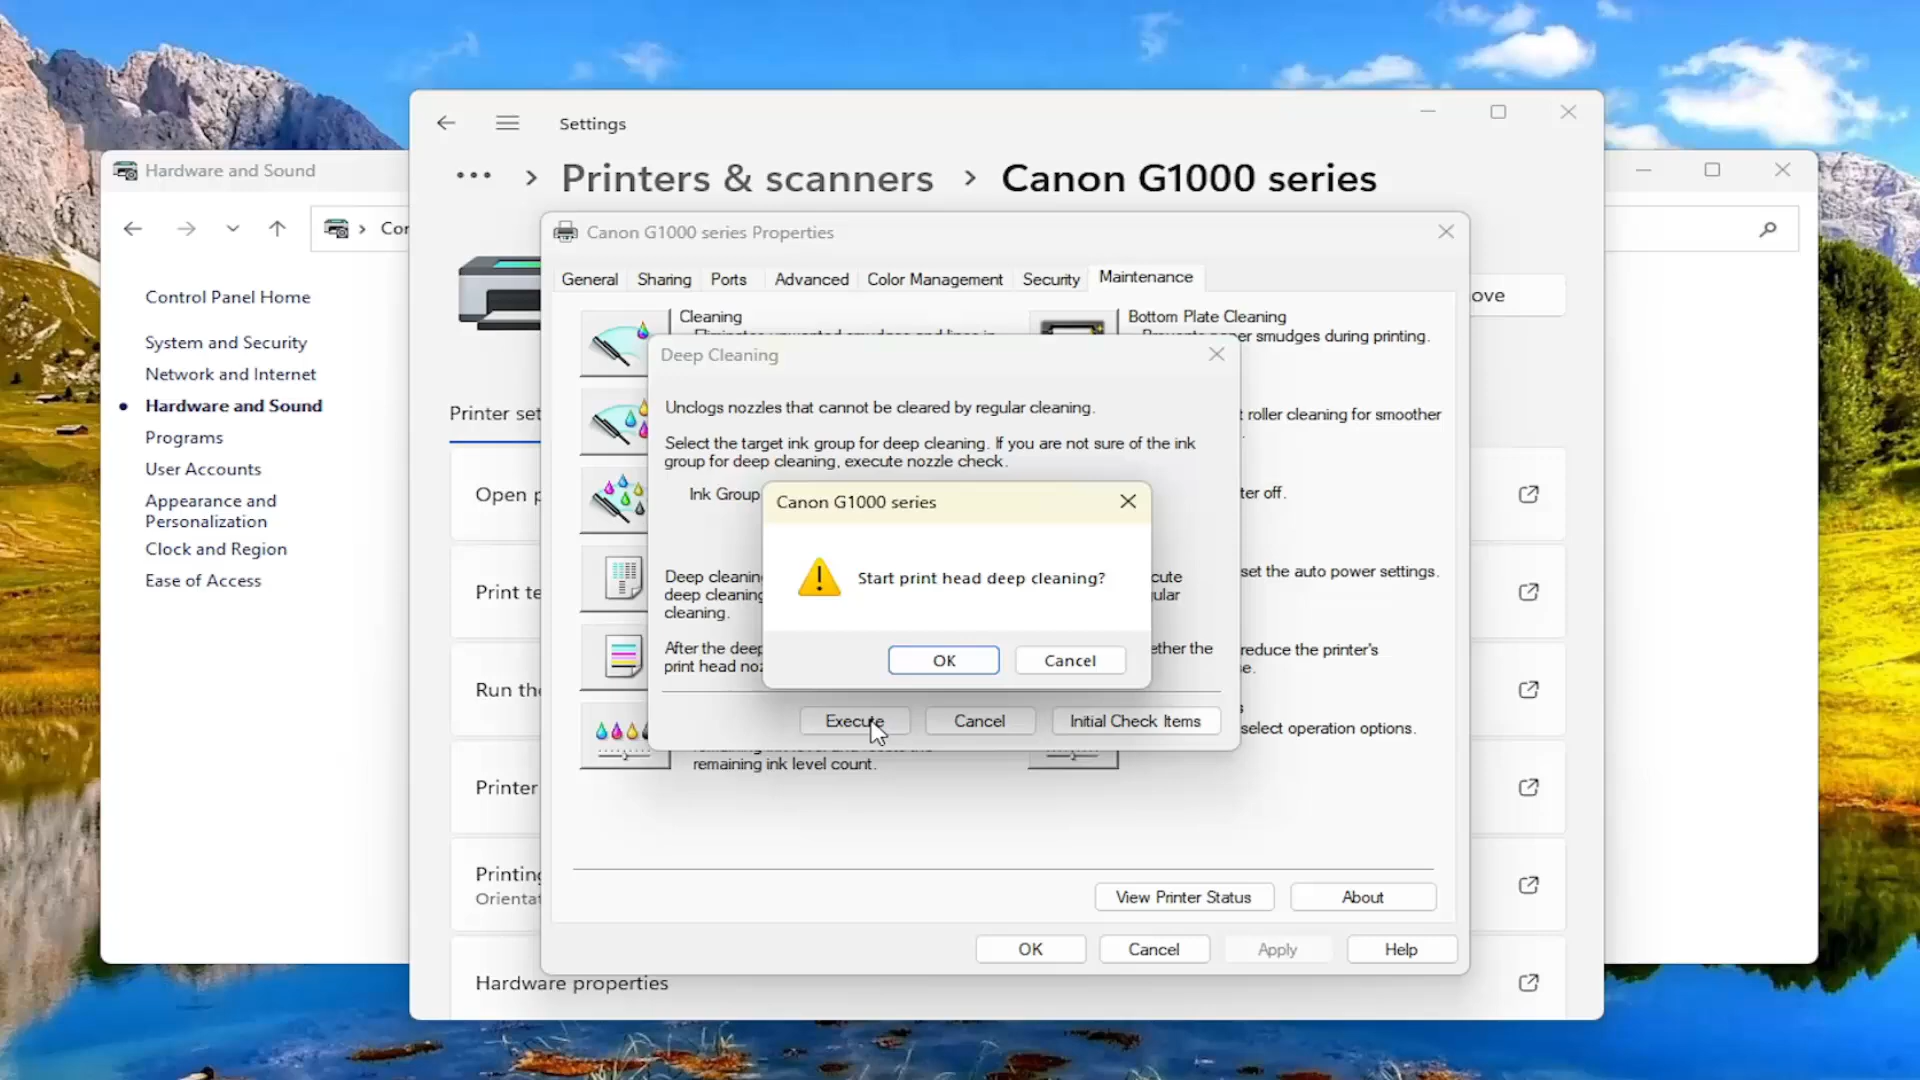 Settings
Hardware and Sound
... > Printers & scanners > Canon G1000 series
Canon G1000 series Properties
General Sharing Ports Advanced Color Management Security Maintenance
Control Panel Home
System and Security
Network and Internet
Hardware and Sound
Programs
User Accounts
Appearance and
Personalization
Clock and Region
Ease of Access
Printer set
Open p
Print te
Run the
Printer
Printing
Orientat
Hardware properties
ove
Cleaning
Bottom Plate Cleaning
er smudges during printing.
t roller cleaning for smoother
ter off.
set the auto power settings.
reduce the printer's
e.
s
select operation options.
remaining ink level count.
Deep Cleaning
Unclogs nozzles that cannot be cleared by regular cleaning.
Select the target ink group for deep cleaning. If you are not sure of the ink
group for deep cleaning, execute nozzle check.
Ink Group
Deep cleaning cute
deep cleaning ular
cleaning.
After the deep ether the
print head noz
Canon G1000 series
Start print head deep cleaning?
OK Cancel
Execute Cancel Initial Check Items
View Printer Status About
OK Cancel Apply Help